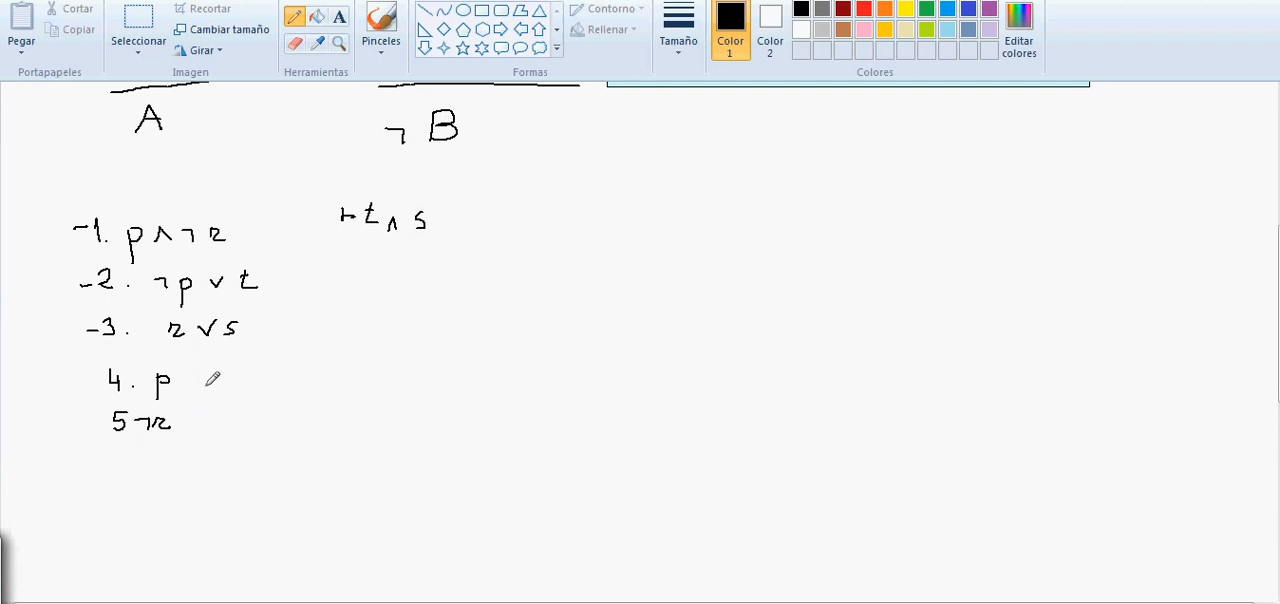 Cortar
Copiar
Pegar
Portapapeles
Seleccionar
Recortar
Cambiar tamaño
Girar
Imagen
A
Herramientas
Pinceles
Contorno
Rellenar
Formas
Tamaño
Color 1
Color 2
Editar colores
Colores
A
¬ B
⊢ t ∧ s
-1. p ∧ ¬ r
-2. ¬ p ∨ t
-3. r ∨ s
4. p
5 ¬ r